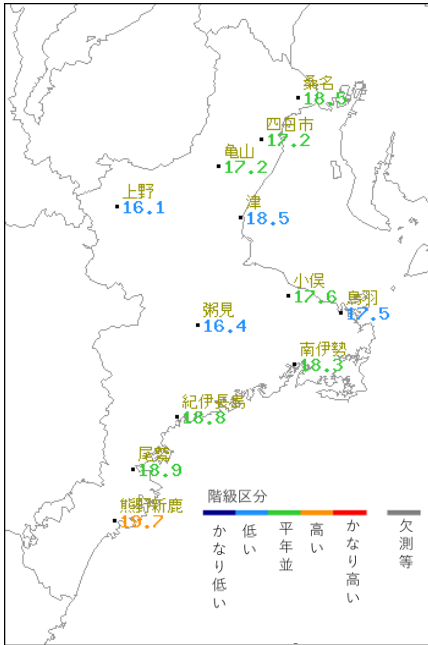 桑名
18.5
四日市
17.2
亀山
17.2
上野
16.1
津
18.5
小俣
17.6
鳥羽
17.5
粥見
16.4
南伊勢
18.3
紀伊長島
18.8
尾鷲
18.9
熊野新鹿
19.7
階級区分
かなり低い
低い
平年並
高い
かなり高い
欠測等